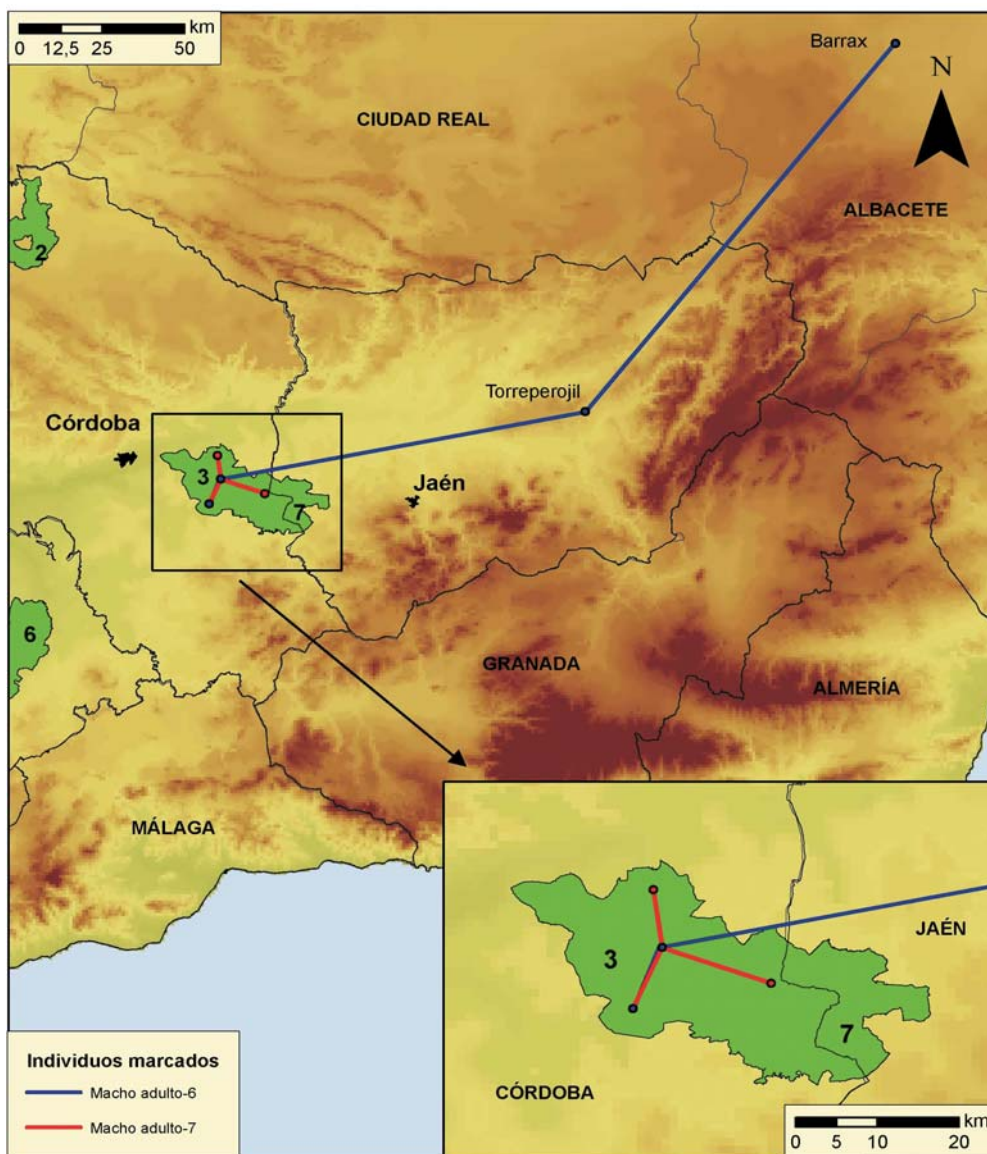 km
0 12,5 25 50
Barrax
N
CIUDAD REAL
ALBACETE
2
Torreperojil
Córdoba
3
Jaén
7
6
GRANADA
ALMERÍA
MÁLAGA
JAÉN
3
7
CÓRDOBA
Individuos marcados
Macho adulto-6
Macho adulto-7
km
0 5 10 20